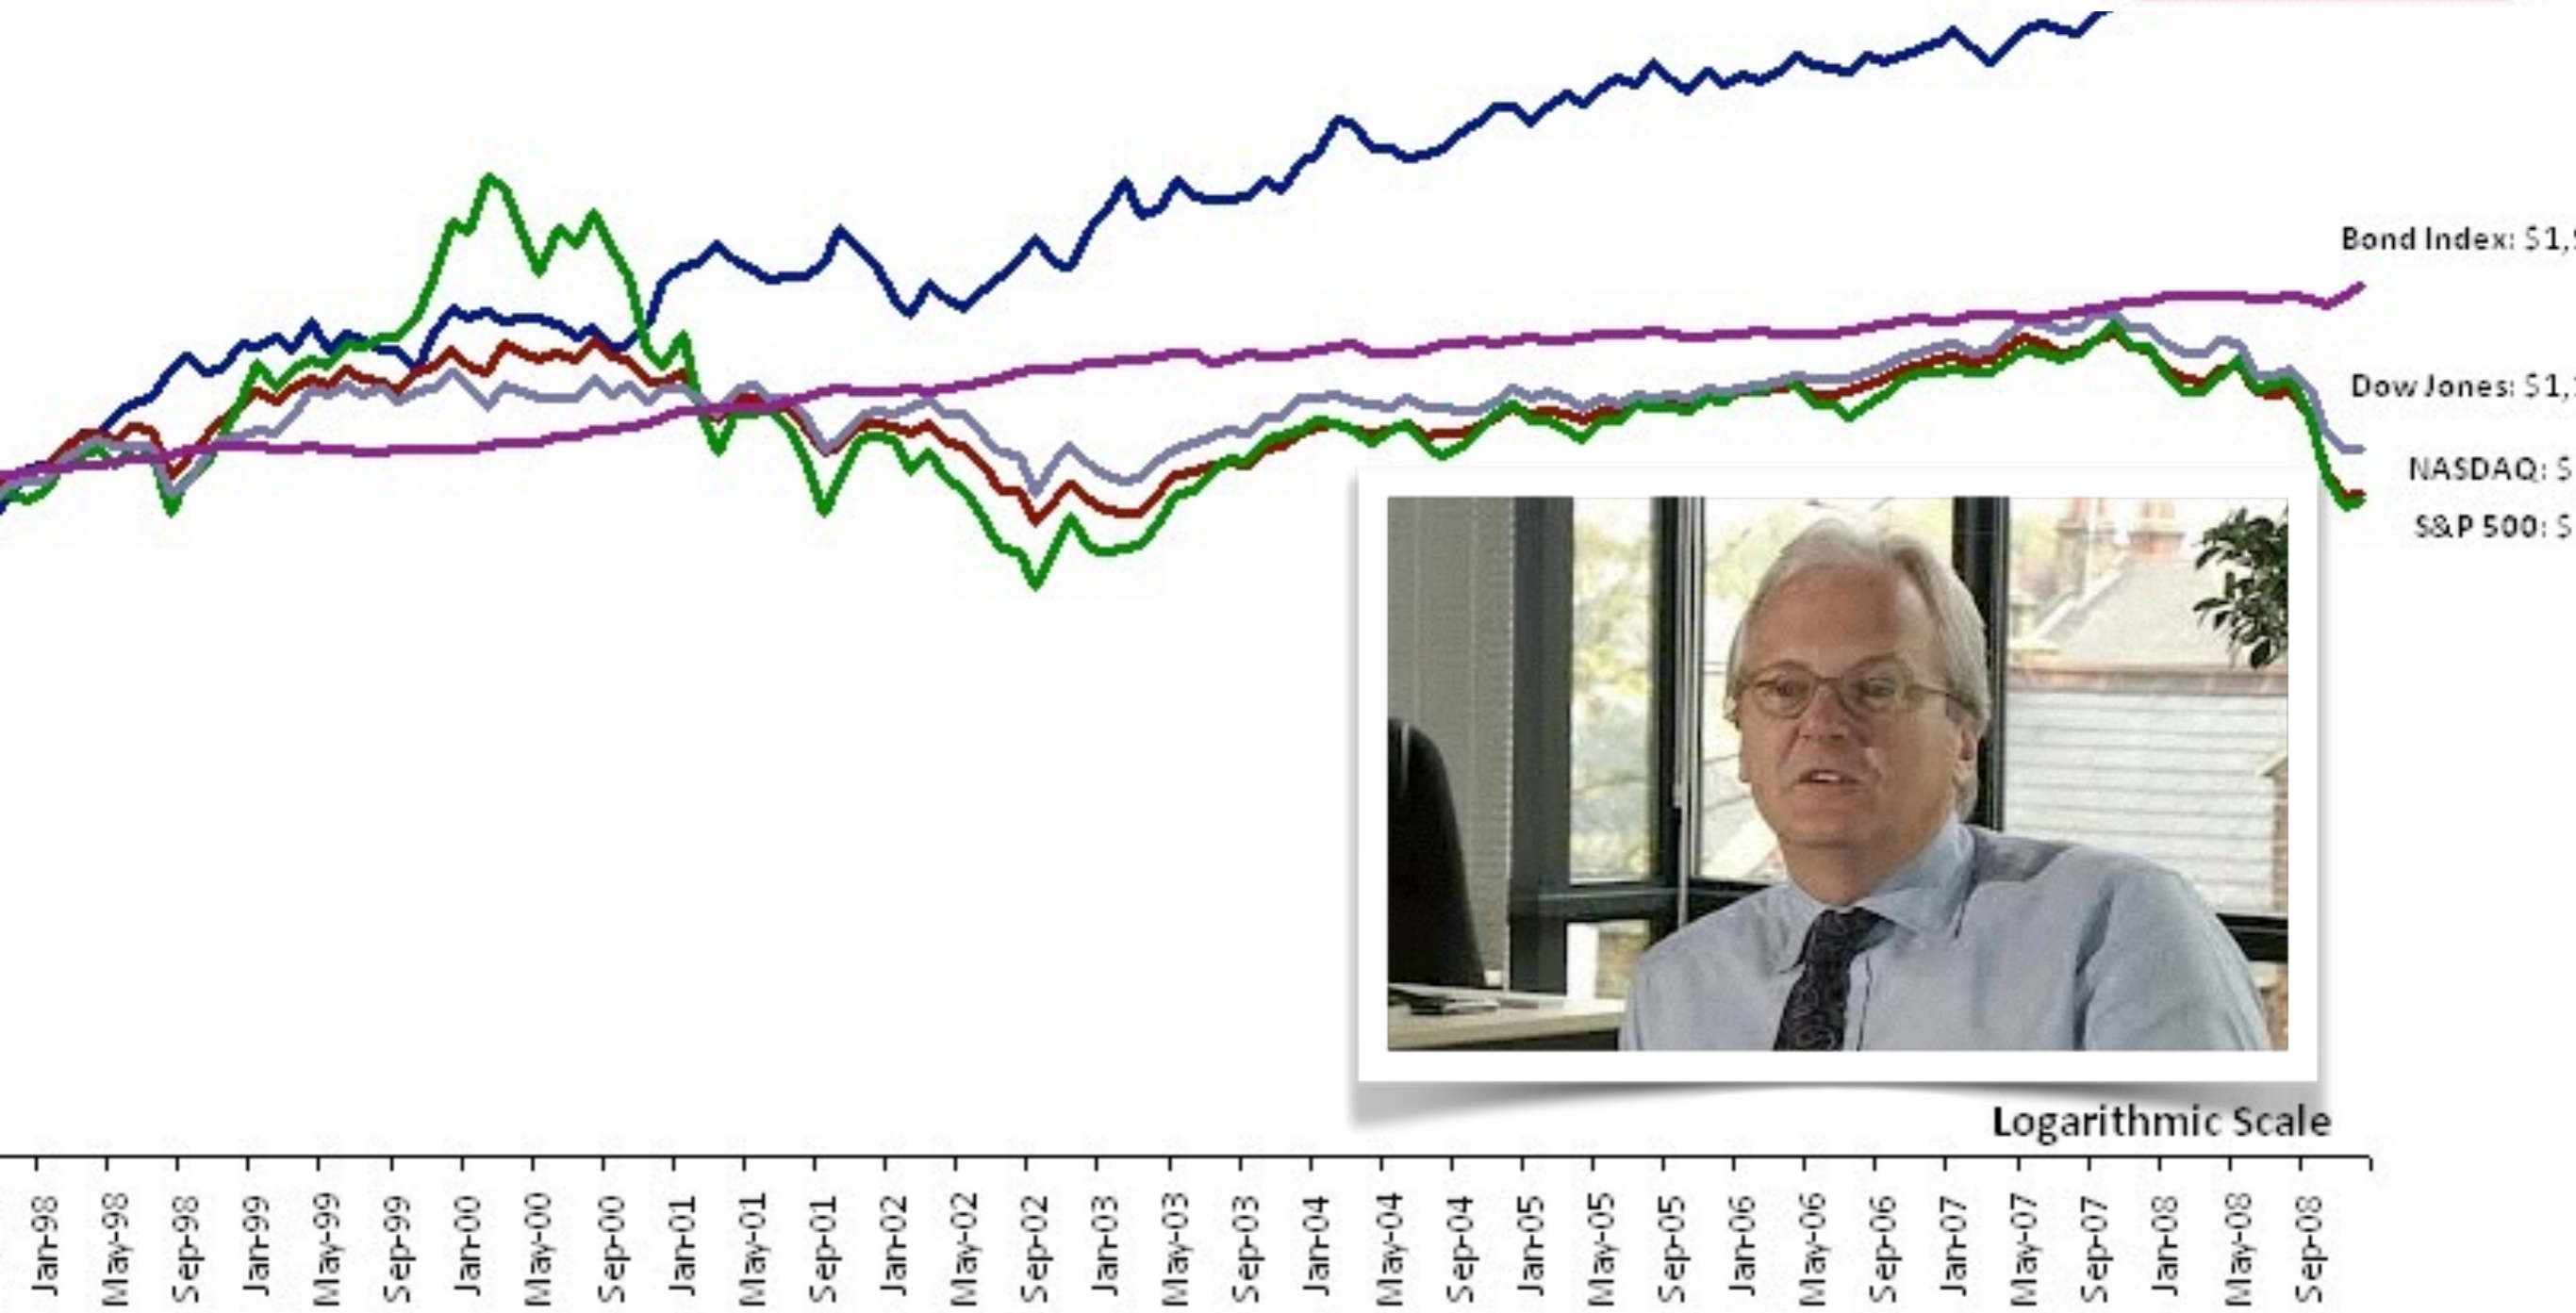 Bond Index: $1,
Dow Jones: $1,
NASDAQ: $
S&P 500: $
Logarithmic Scale
Jan-98
May-98
Sep-98
Jan-99
May-99
Sep-99
Jan-00
May-00
Sep-00
Jan-01
May-01
Sep-01
Jan-02
May-02
Sep-02
Jan-03
May-03
Sep-03
Jan-04
May-04
Sep-04
Jan-05
May-05
Sep-05
Jan-06
May-06
Sep-06
Jan-07
May-07
Sep-07
Jan-08
May-08
Sep-08